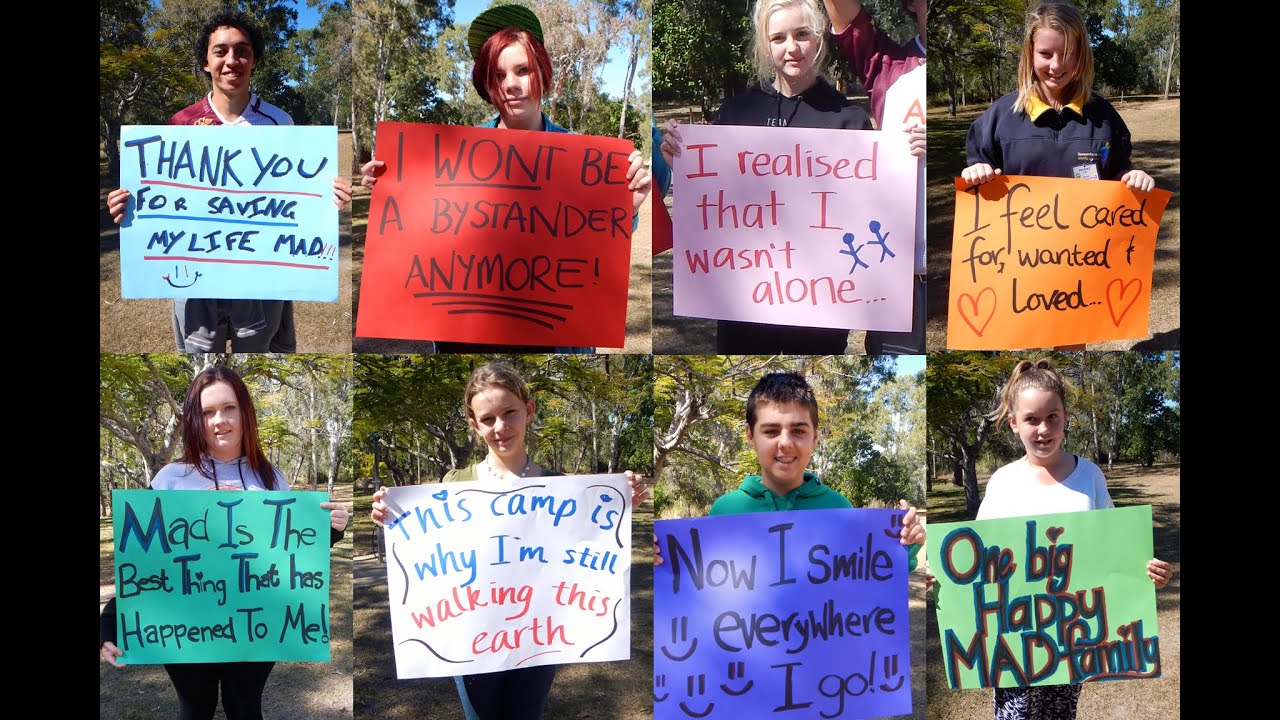 THANK YOU
FOR SAVING
MY LIFE MAD!!!
I WONT BE
A BYSTANDER
ANYMORE!
TEAM
I realised
that I
wasn't
alone...
I feel cared
for, wanted &
Loved...
Mad Is The
Best Thing That has
Happened To Me!
This camp is
why I'm still
walking this
earth
Now I Smile
everywhere
I go!
One big
Happy
MAD-family